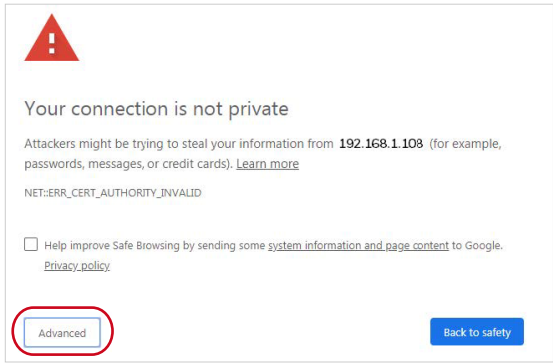 Your connection is not private
Attackers might be trying to steal your information from 192.168.1.108 (for example,
passwords, messages, or credit cards). Learn more
NET::ERR_CERT_AUTHORITY_INVALID
Help improve Safe Browsing by sending some system information and page content to Google.
Privacy policy
Advanced
Back to safety